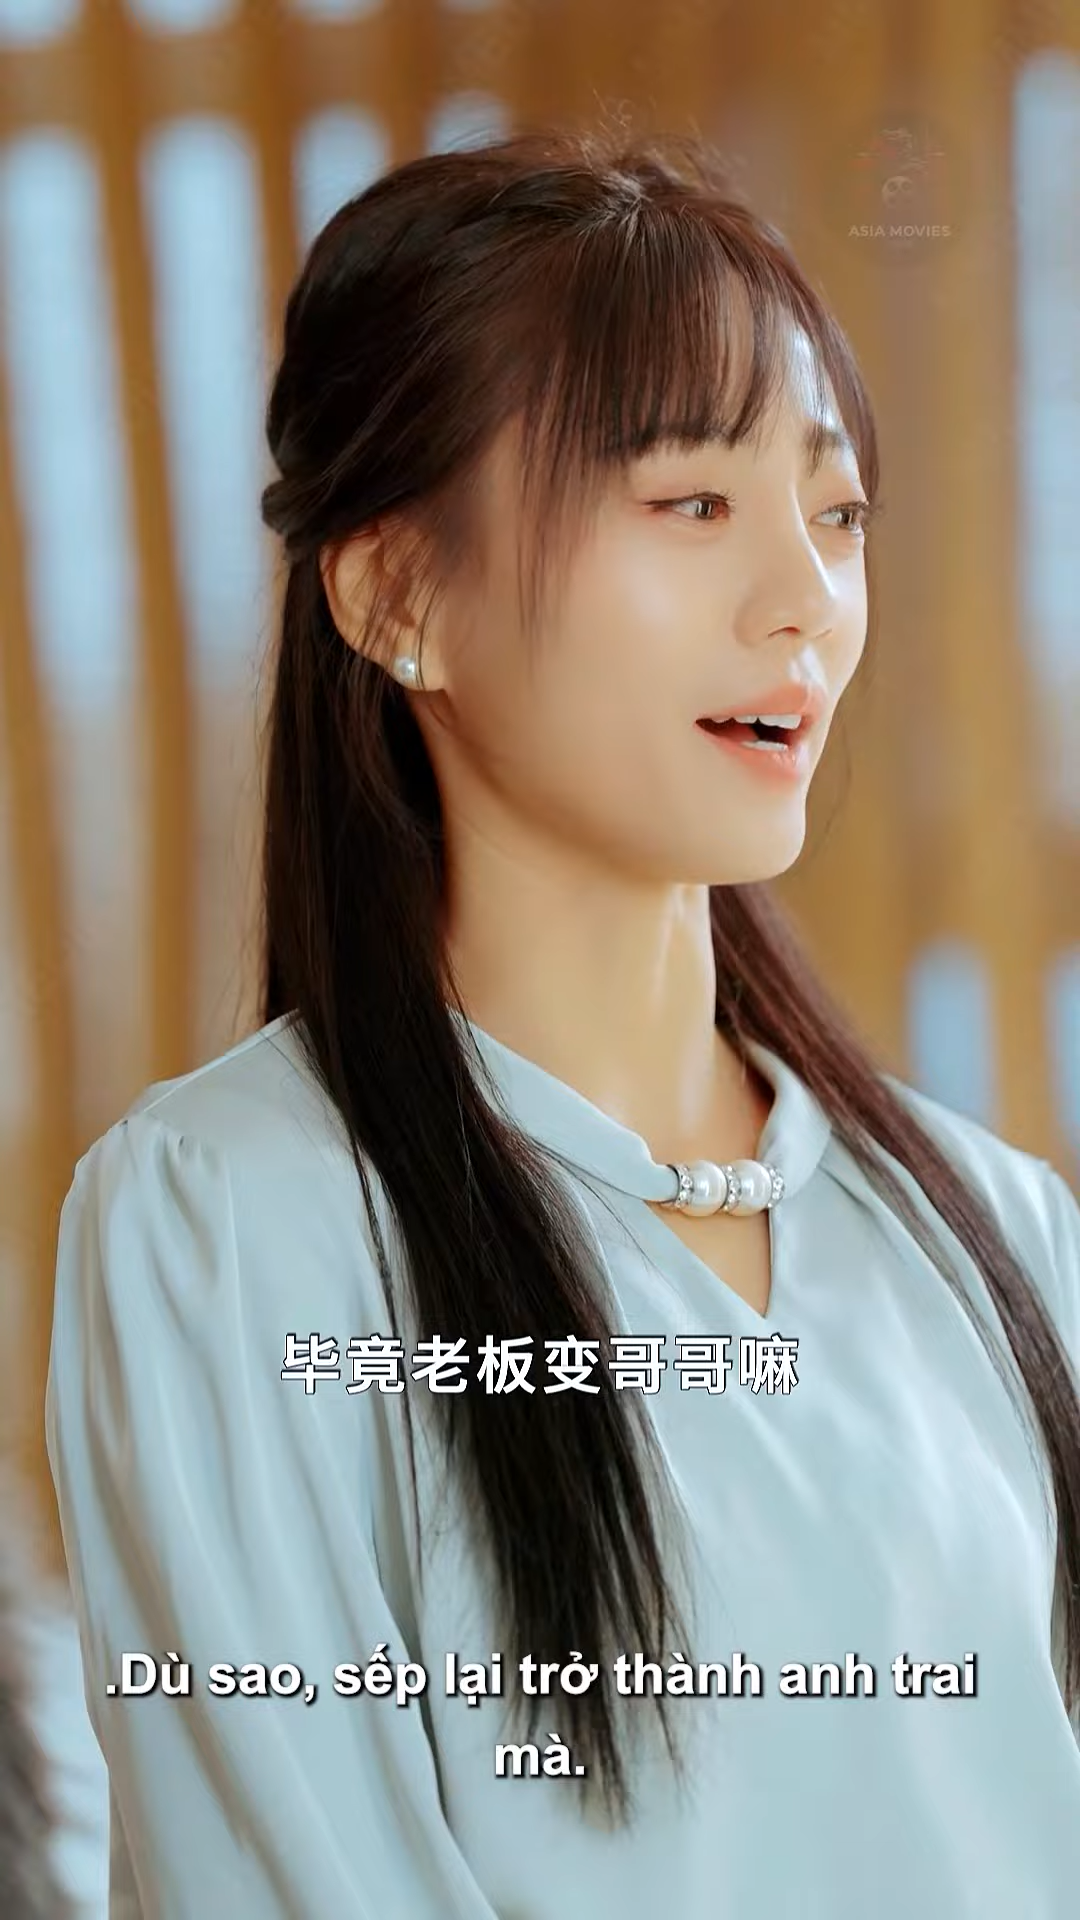 ASIA MOVIES
毕竟老板变哥哥嘛
.Dù sao, sếp lại trở thành anh trai
mà.